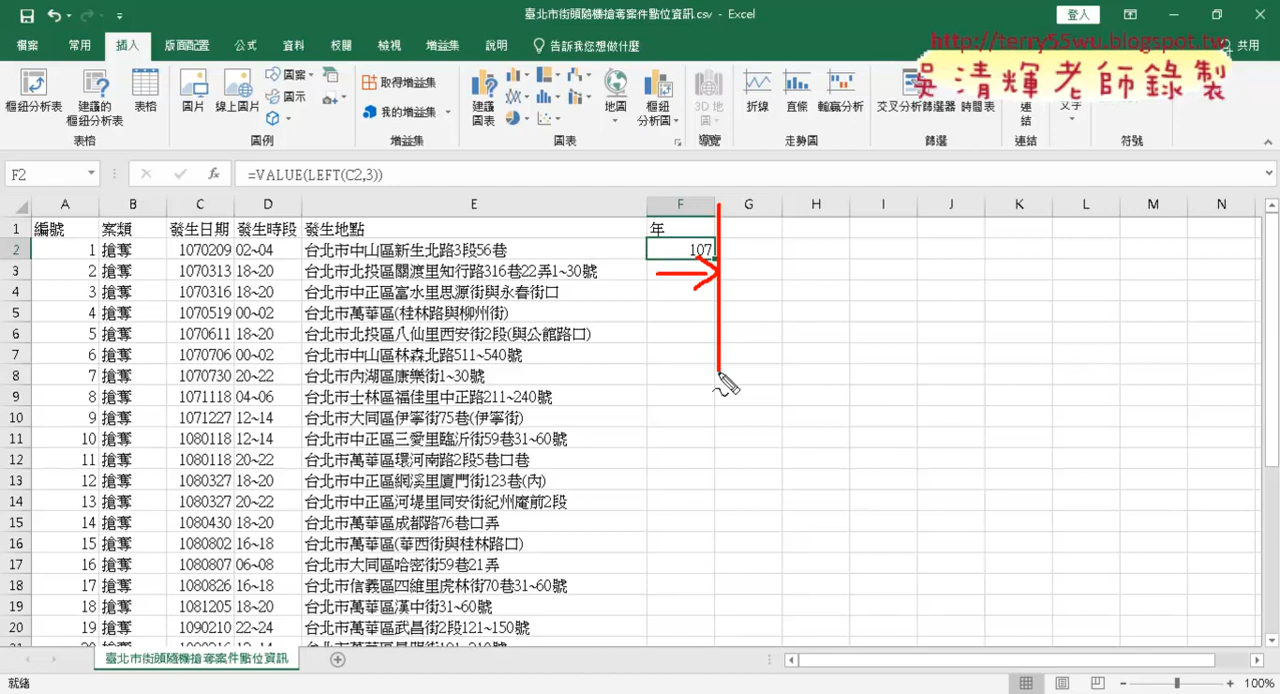 臺北市街頭隨機搶奪案件點位資訊.csv - Excel
登入
檔案 常用 插入 版面配置 公式 資料 校閱 檢視 增益集 說明 告訴我您想做什麼 共用
http://terry55wu.blogspot.tw
吳清輝老師錄製
樞紐分析表 建議的樞紐分析表 表格 圖片 線上圖片 圖案 圖示 取得增益集 我的增益集 建議圖表 地圖 樞紐分析圖 3D 地圖 折線 直條 輸贏分析 交叉分析篩選器 時間表 連結 文字
表格 圖例 增益集 圖表 導覽 走勢圖 篩選 連結 符號
F2 fx =VALUE(LEFT(C2,3))
A B C D E F G H I J K L M N
1 編號 案類 發生日期 發生時段 發生地點 年
2 1 搶奪 1070209 02~04 台北市中山區新生北路3段56巷 107
3 2 搶奪 1070313 18~20 台北市北投區關渡里知行路316巷22弄1~30號
4 3 搶奪 1070316 18~20 台北市中正區富水里思源街與永春街口
5 4 搶奪 1070519 00~02 台北市萬華區(桂林路與柳州街)
6 5 搶奪 1070611 18~20 台北市北投區八仙里西安街2段(與公館路口)
7 6 搶奪 1070706 00~02 台北市中山區林森北路511~540號
8 7 搶奪 1070730 20~22 台北市內湖區康樂街1~30號
9 8 搶奪 1071118 04~06 台北市士林區福佳里中正路211~240號
10 9 搶奪 1071227 12~14 台北市大同區伊寧街75巷(伊寧街)
11 10 搶奪 1080118 12~14 台北市中正區三愛里臨沂街59巷31~60號
12 11 搶奪 1080118 20~22 台北市萬華區環河南路2段5巷口巷
13 12 搶奪 1080327 18~20 台北市中正區網溪里廈門街123巷(內)
14 13 搶奪 1080327 20~22 台北市中正區河堤里同安街紀州庵前2段
15 14 搶奪 1080430 18~20 台北市萬華區成都路76巷口弄
16 15 搶奪 1080802 16~18 台北市萬華區(華西街與桂林路口)
17 16 搶奪 1080807 06~08 台北市大同區哈密街59巷21弄
18 17 搶奪 1080826 16~18 台北市信義區四維里虎林街70巷31~60號
19 18 搶奪 1081205 18~20 台北市萬華區漢中街31~60號
20 19 搶奪 1090210 22~24 台北市萬華區武昌街2段121~150號
臺北市街頭隨機搶奪案件點位資訊
就緒 100%